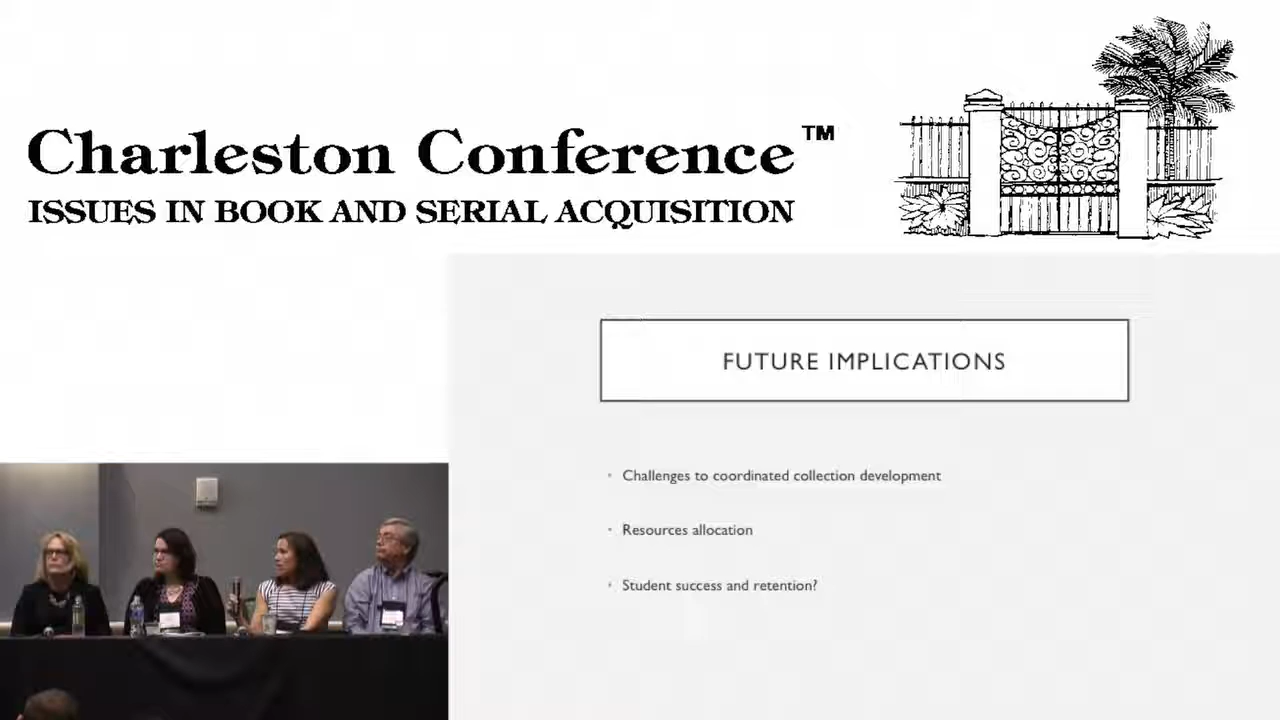 Charleston Conference™
ISSUES IN BOOK AND SERIAL ACQUISITION
FUTURE IMPLICATIONS
• Challenges to coordinated collection development
• Resources allocation
• Student success and retention?